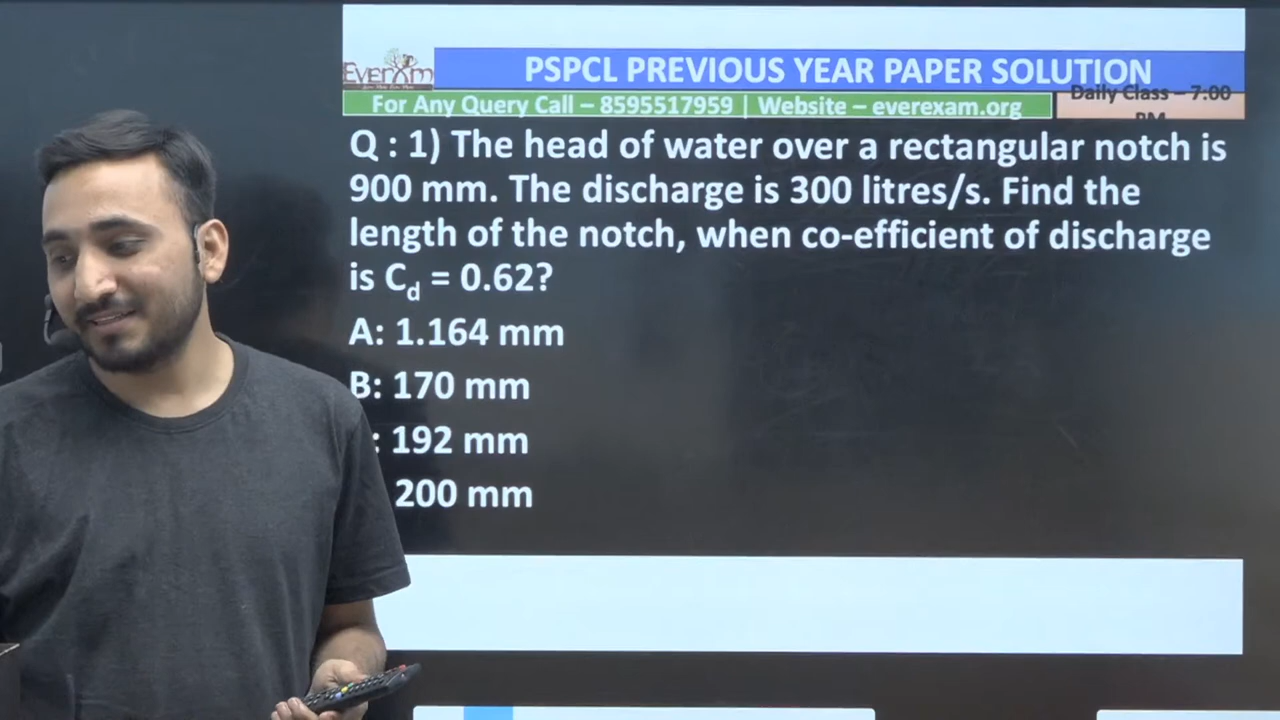 EVEREXAM
PSPCL PREVIOUS YEAR PAPER SOLUTION
For Any Query Call – 8595517959 | Website – everexam.org
Daily Class – 7:00
PM
Q : 1) The head of water over a rectangular notch is
900 mm. The discharge is 300 litres/s. Find the
length of the notch, when co-efficient of discharge
is Cd = 0.62?
A: 1.164 mm
B: 170 mm
: 192 mm
200 mm